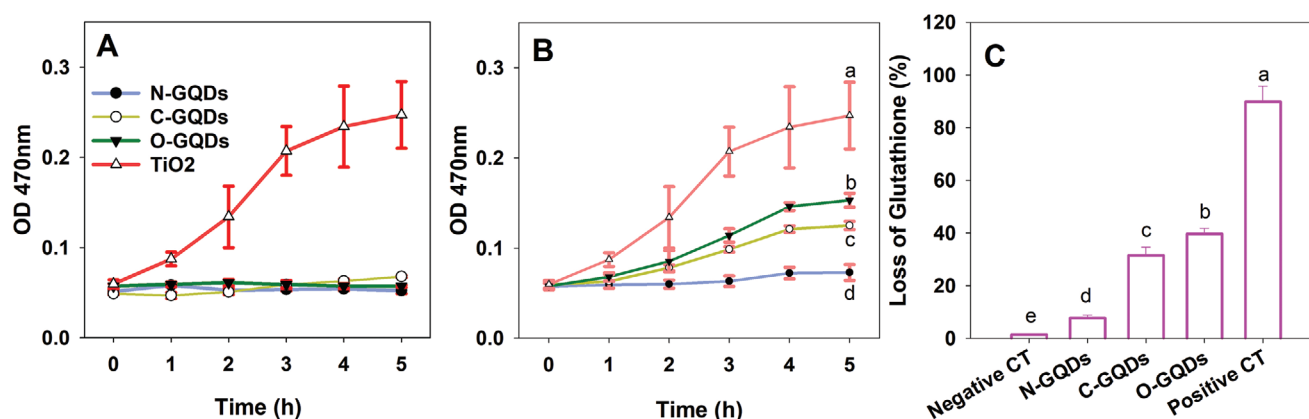 A
OD 470nm
0.3
0.2
0.1
0.0
N-GQDs
C-GQDs
O-GQDs
TiO2
0 1 2 3 4 5
Time (h)
B
OD 470nm
0.3
0.2
0.1
0.0
a
b
c
d
0 1 2 3 4 5
Time (h)
C
Loss of Glutathione (%)
120
100
80
60
40
20
0
e
d
c
b
a
Negative CT
N-GQDs
C-GQDs
O-GQDs
Positive CT